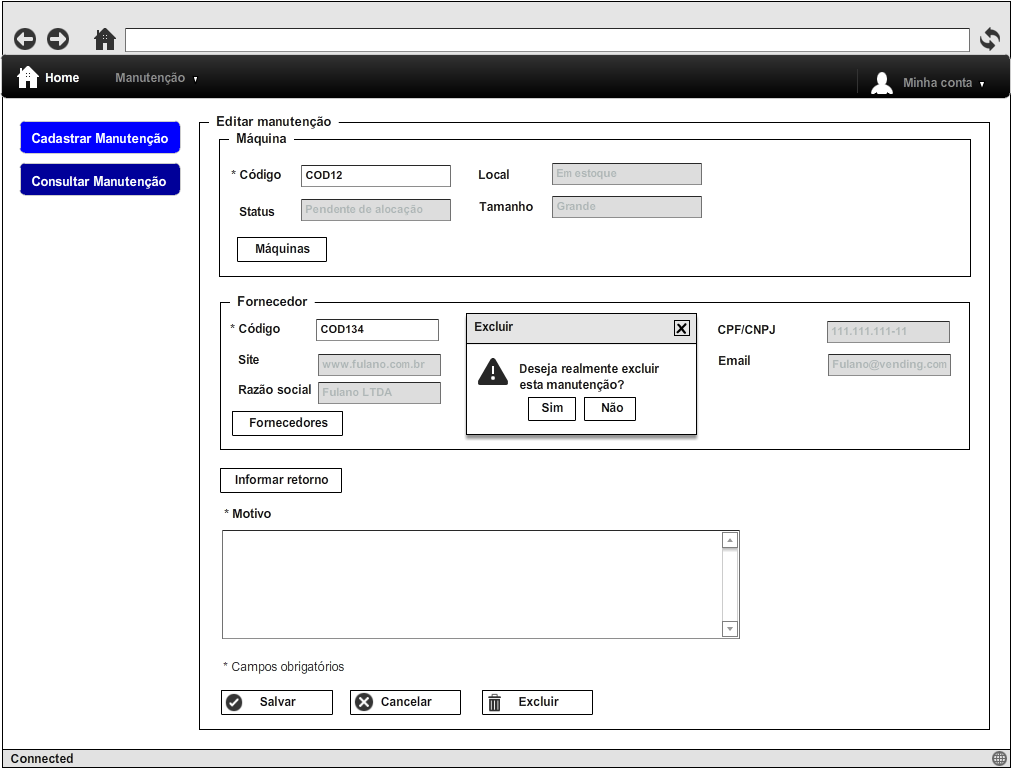 Home
Manutenção
Minha conta
Cadastrar Manutenção
Consultar Manutenção
Editar manutenção
Máquina
* Código
COD12
Local
Em estoque
Status
Pendente de alocação
Tamanho
Grande
Máquinas
Fornecedor
* Código
COD134
CPF/CNPJ
111.111.111-11
Site
www.fulano.com.br
Email
Fulano@vending.com
Razão social
Fulano LTDA
Fornecedores
Excluir
Deseja realmente excluir
esta manutenção?
Sim
Não
Informar retorno
* Motivo
* Campos obrigatórios
Salvar
Cancelar
Excluir
Connected